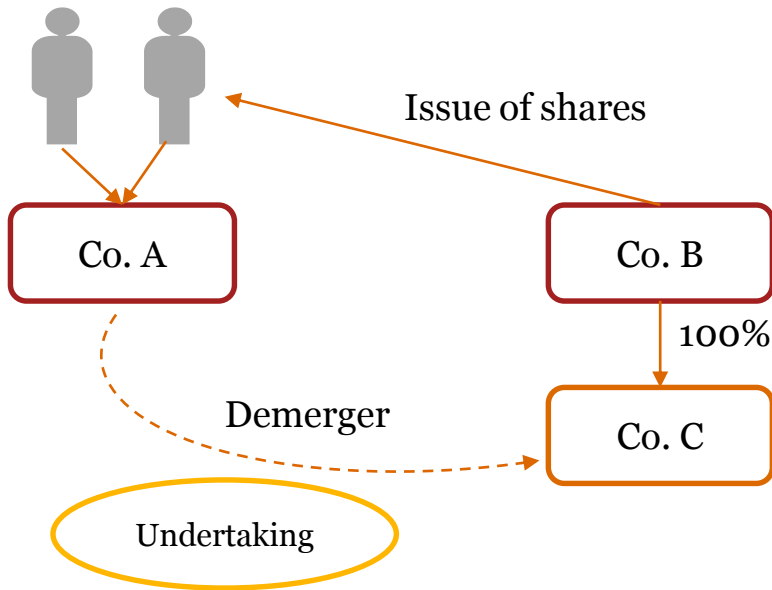 Issue of shares
Co. A
Co. B
100%
Demerger
Co. C
Undertaking